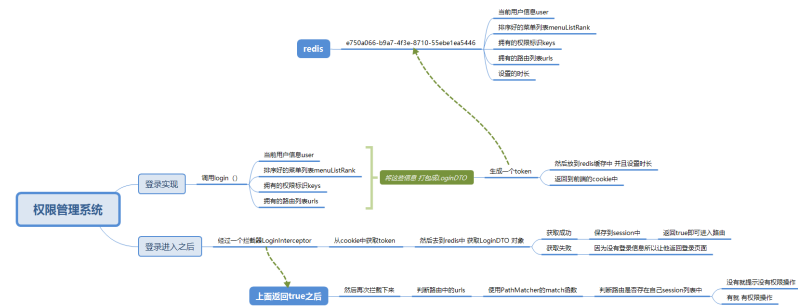 当前用户信息user
排序好的菜单列表menuListRank
redis
e750a066-b9a7-4f3e-8710-55ebe1ea5446
拥有的权限标识keys
拥有的路由列表urls
设置的时长
权限管理系统
登录实现
调用login（）
当前用户信息user
排序好的菜单列表menuListRank
拥有的权限标识keys
拥有的路由列表urls
将这些信息 打包成LoginDTO
生成一个token
然后放到redis缓存中 并且设置时长
返回到前端的cookie中
登录进入之后
经过一个拦截器LoginInterceptor
从cookie中获取token
然后去到redis中 获取LoginDTO 对象
获取成功
保存到session中
返回true即可进入路由
获取失败
因为没有登录信息所以让他返回登录页面
上面返回true之后
然后再次拦截下来
判断路由中的urls
使用PathMatcher的match函数
判断路由是否存在自己session列表中
没有就提示没有权限操作
有就 有权限操作